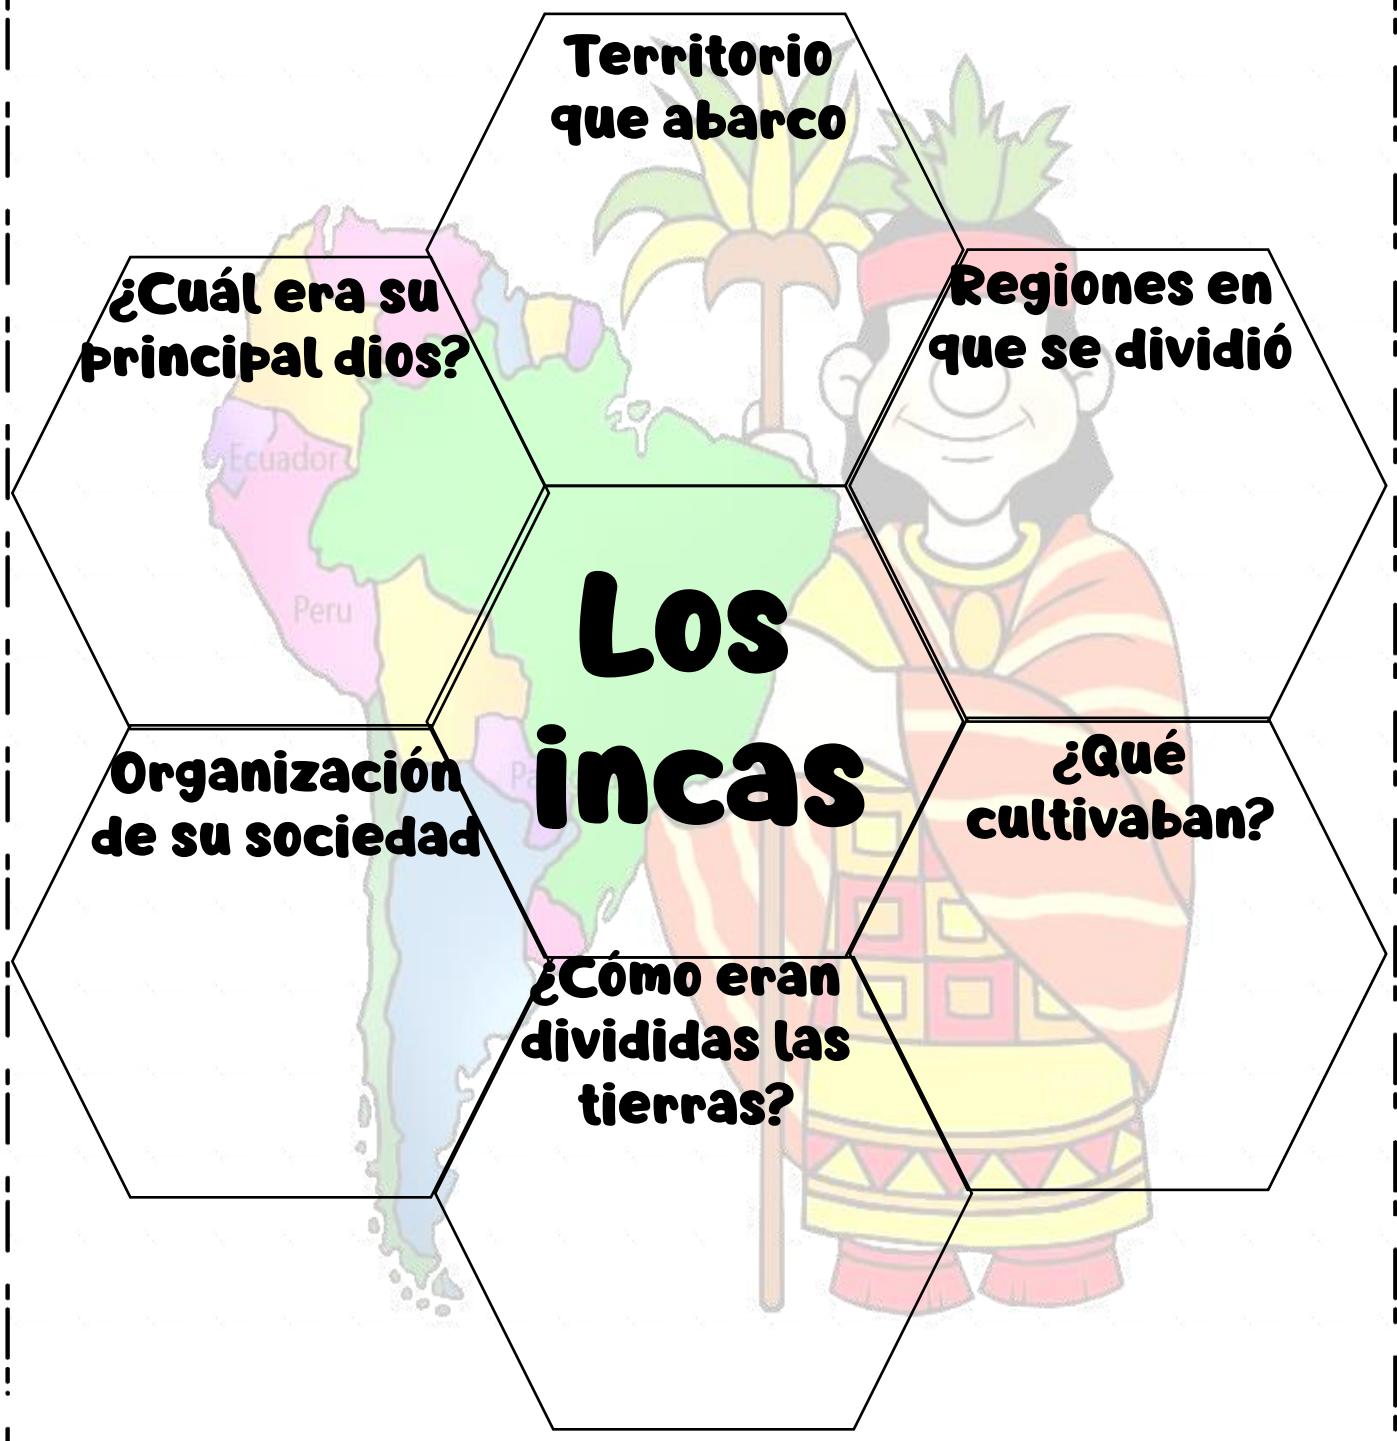 Territorio
que abarco
¿Cuál era su
principal dios?
Regiones en
que se dividió
Ecuador
Peru
Los
incas
Organización
de su sociedad
¿Qué
cultivaban?
¿Cómo eran
divididas las
tierras?